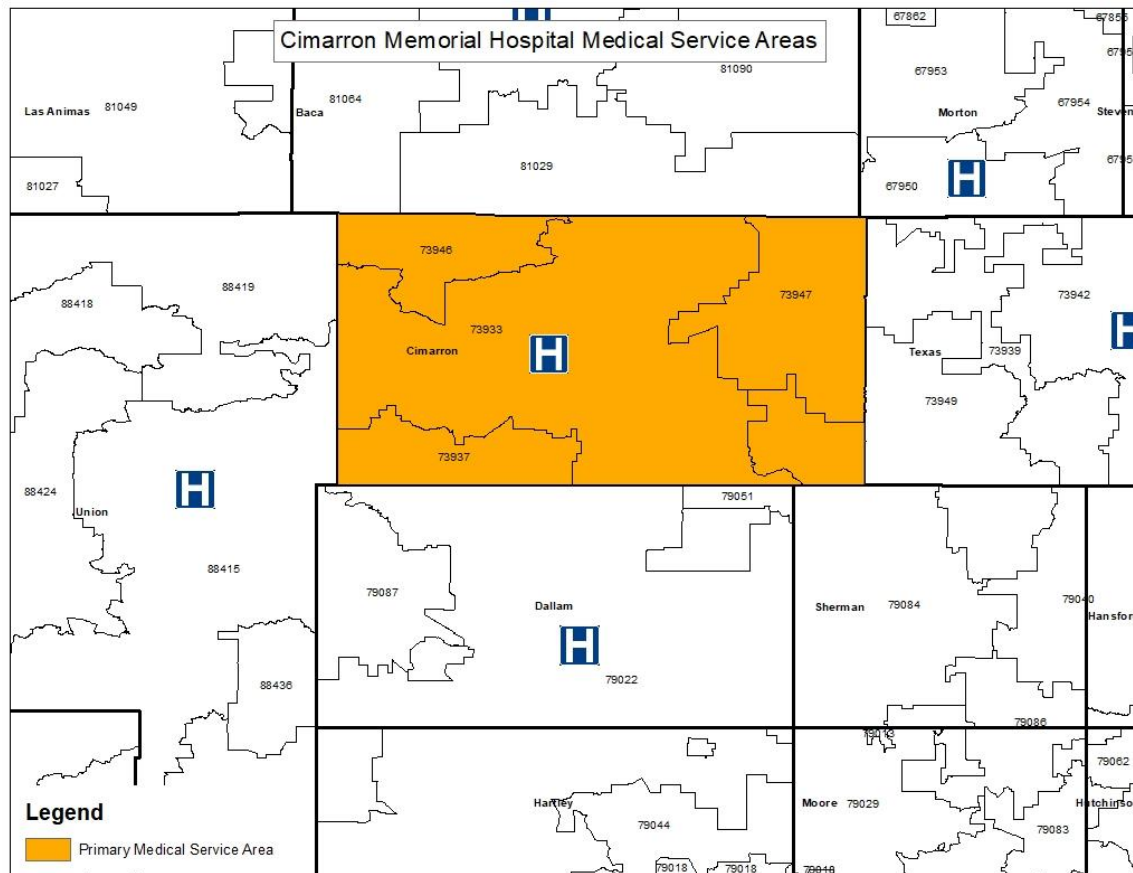 Cimarron Memorial Hospital Medical Service Areas
67862
67953
81090
81064
81049
Las Animas
Baca
67954
Morton
81029
81027
67950
H
73946
88419
88418
73947
73942
73933
Cimarron
H
H
Texas
73939
73949
73937
88424
H
Union
79051
88415
79087
Dallam
Sherman
79084
79040
H
79022
88436
79086
79013
79062
Hartley
Moore
79029
79044
79083
79018
79018
79018
Legend
Primary Medical Service Area